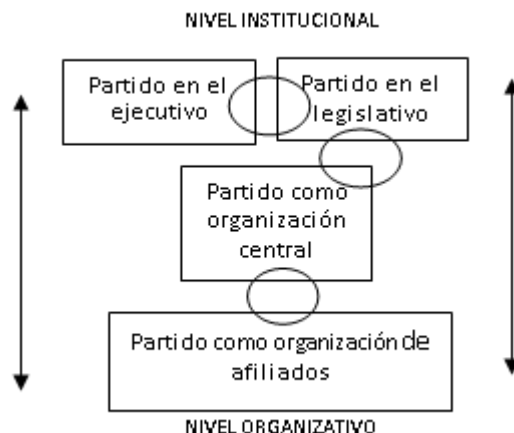 NIVEL INSTITUCIONAL
Partido en el
ejecutivo
Partido en el
legislativo
Partido como
organización
central
Partido como organización de
afiliados
NIVEL ORGANIZATIVO